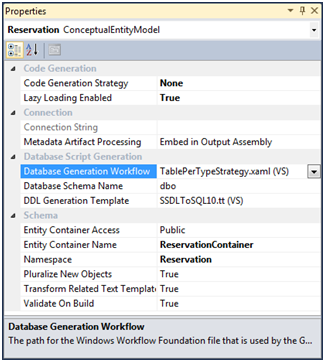 Properties
Reservation ConceptualEntityModel
Code Generation
Code Generation Strategy None
Lazy Loading Enabled True
Connection
Connection String
Metadata Artifact Processing Embed in Output Assembly
Database Script Generation
Database Generation Workflow TablePerTypeStrategy.xaml (VS)
Database Schema Name dbo
DDL Generation Template SSDLToSQL10.tt (VS)
Schema
Entity Container Access Public
Entity Container Name ReservationContainer
Namespace Reservation
Pluralize New Objects True
Transform Related Text Templat True
Validate On Build True
Database Generation Workflow
The path for the Windows Workflow Foundation file that is used by the G...